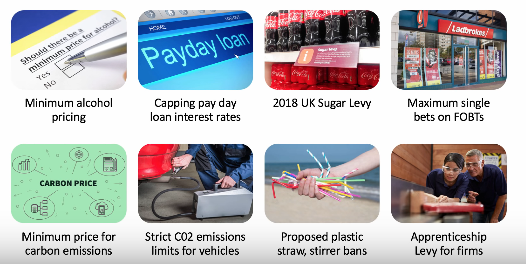 Should there be a
minimum price for alcohol?
Yes
No
HOME
LOGOUT
Payday loan
Sugar levy
Ladbrokes
Minimum alcohol
pricing
Capping pay day
loan interest rates
2018 UK Sugar Levy
Maximum single
bets on FOBTs
CARBON PRICE
Minimum price for
carbon emissions
Strict C02 emissions
limits for vehicles
Proposed plastic
straw, stirrer bans
Apprenticeship
Levy for firms